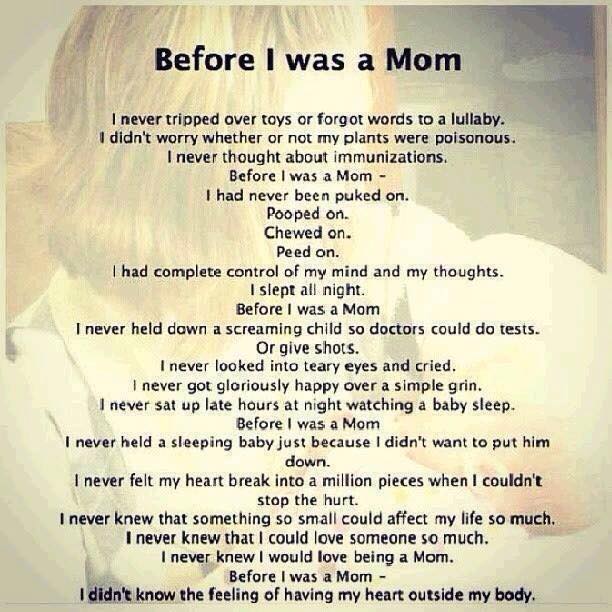 Before I was a Mom
I never tripped over toys or forgot words to a lullaby.
I didn't worry whether or not my plants were poisonous.
I never thought about immunizations.
Before I was a Mom -
I had never been puked on.
Pooped on.
Chewed on.
Peed on.
I had complete control of my mind and my thoughts.
I slept all night.
Before I was a Mom
I never held down a screaming child so doctors could do tests.
Or give shots.
I never looked into teary eyes and cried.
I never got gloriously happy over a simple grin.
I never sat up late hours at night watching a baby sleep.
Before I was a Mom
I never held a sleeping baby just because I didn't want to put him
down.
I never felt my heart break into a million pieces when I couldn't
stop the hurt.
I never knew that something so small could affect my life so much.
I never knew that I could love someone so much.
I never knew I would love being a Mom.
Before I was a Mom -
I didn't know the feeling of having my heart outside my body.